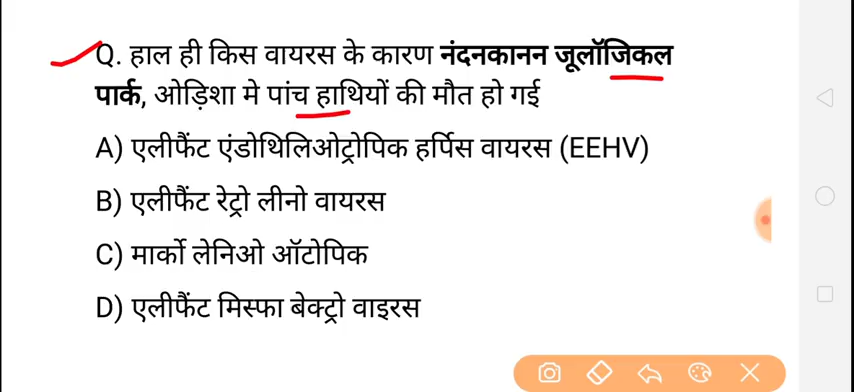 Q. हाल ही किस वायरस के कारण नंदनकानन जूलॉजिकल
पार्क, ओड़िशा मे पांच हाथियों की मौत हो गई
A) एलीफैंट एंडोथिलिओट्रोपिक हर्पिस वायरस (EEHV)
B) एलीफैंट रेट्रो लीनो वायरस
C) मार्को लेनिओ ऑटोपिक
D) एलीफैंट मिस्फा बेक्ट्रो वाइरस